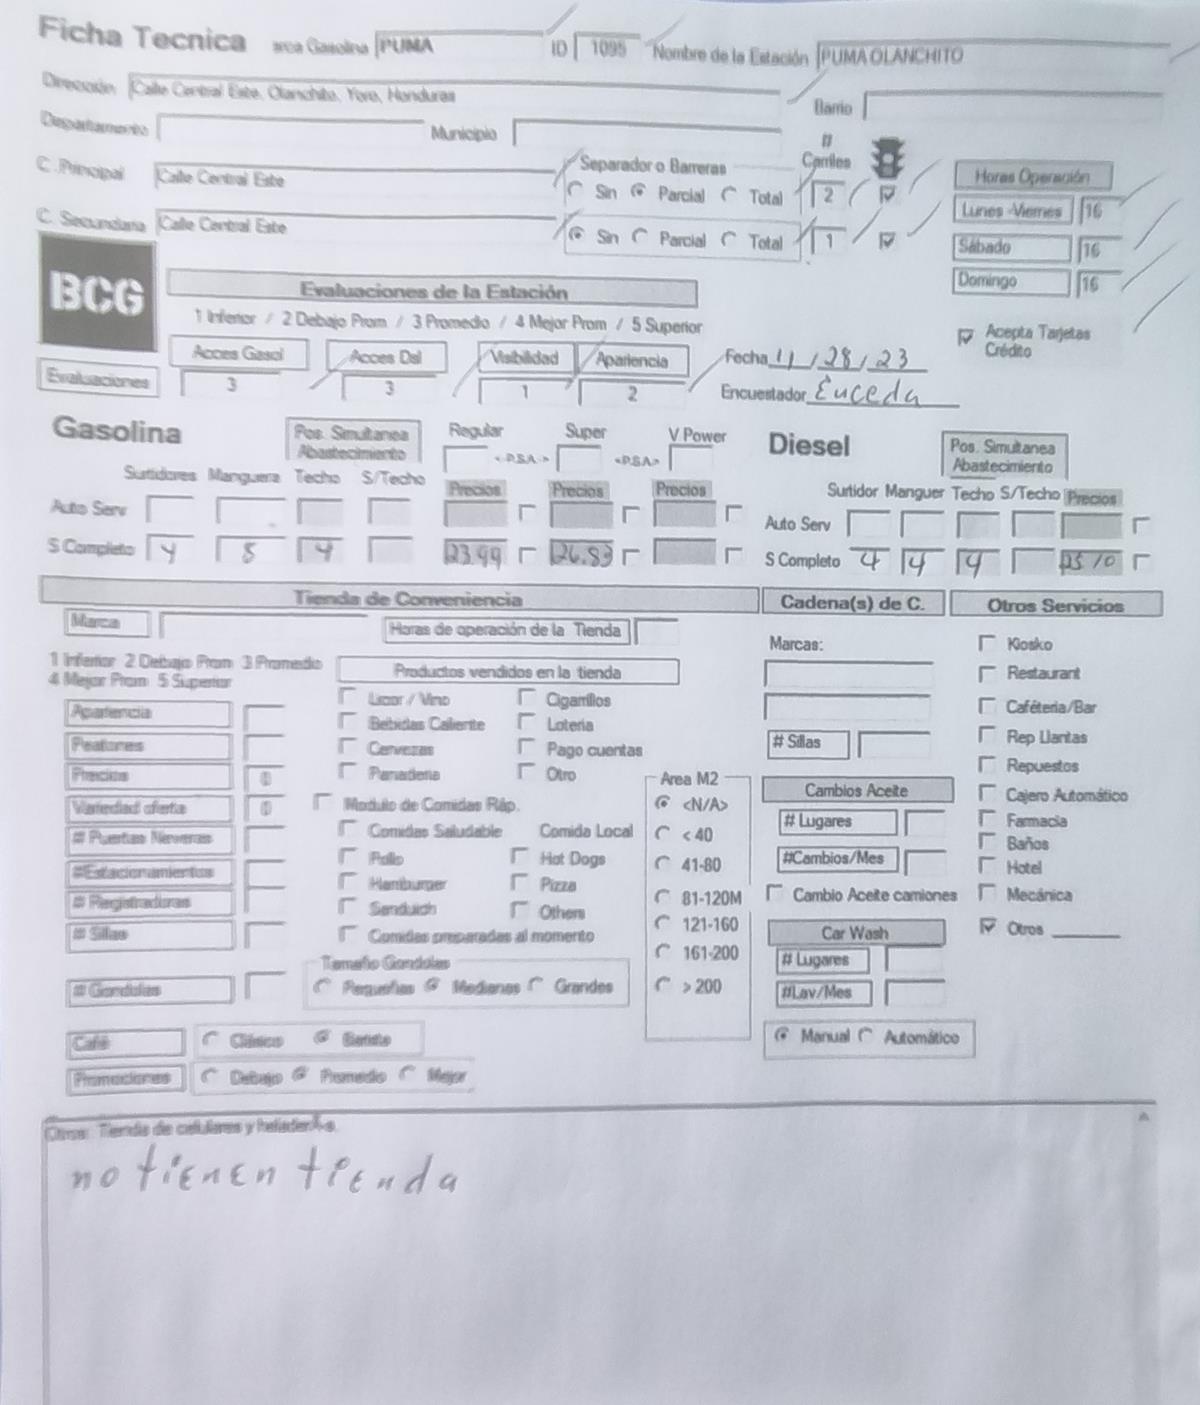 Ficha Tecnica arca Gasolina PUMA ID 1095 Nombre de la Estación PUMA OLANCHITO
Dirección Calle Central Este, Olanchito, Yoro, Honduras Barrio
Departamento Municipio # Carriles
C. Principal Calle Central Este Separador o Barreras Sin Parcial Total 2
C. Secundaria Calle Central Este Sin Parcial Total 1
Horas Operación
Lunes -Viernes 16
Sábado 16
Domingo 16
Acepta Tarjetas Crédito
BCG
Evaluaciones de la Estación
1 Inferior / 2 Debajo Prom / 3 Promedio / 4 Mejor Prom / 5 Superior
Acces Gasol Acces Dsl Visibilidad Apariencia Fecha 11/28/23
Evaluaciones 3 3 1 2 Encuestador Euceda
Gasolina Pos. Simultanea Abastecimiento Regular <-P.S.A-> Super <P.S.A> V Power
Surtidores Manguera Techo S/Techo Precios Precios Precios
Auto Serv
S Completo 4 8 4 23.99 26.83
Diesel Pos. Simultanea Abastecimiento
Surtidor Manguer Techo S/Techo Precios
Auto Serv
S Completo 4 4 4 25.10
Tienda de Conveniencia
Marca Horas de operación de la Tienda
1 Inferior 2 Debajo Prom 3 Promedio
4 Mejor Prom 5 Superior
Apariencia
Peatones
Precios 0
Variedad oferta 0
# Puertas Neveras
#Estacionamientos
# Registradoras
# Sillas
# Gondolas
Productos vendidos en la tienda
Licor / Vino Cigarrillos
Bebidas Caliente Loteria
Cervezas Pago cuentas
Panaderia Otro
Modulo de Comidas Ráp.
Comidas Saludable Comida Local
Pollo Hot Dogs
Hamburger Pizza
Sanduich Others
Comidas preparadas al momento
Tamaño Gondolas
Pequeñas Medianas Grandes
Area M2
<N/A>
< 40
41-80
81-120M
121-160
161-200
> 200
Café Clásico Barista
Promociones Debajo Promedio Mejor
Cadena(s) de C.
Marcas:
# Sillas
Cambios Aceite
# Lugares
#Cambios/Mes
Cambio Aceite camiones
Car Wash
# Lugares
#Lav/Mes
Manual Automático
Otros Servicios
Kiosko
Restaurant
Caféteria/Bar
Rep Llantas
Repuestos
Cajero Automático
Farmacia
Baños
Hotel
Mecánica
Otros
Otros: Tienda de celulares y heladeria.
no tienen tienda